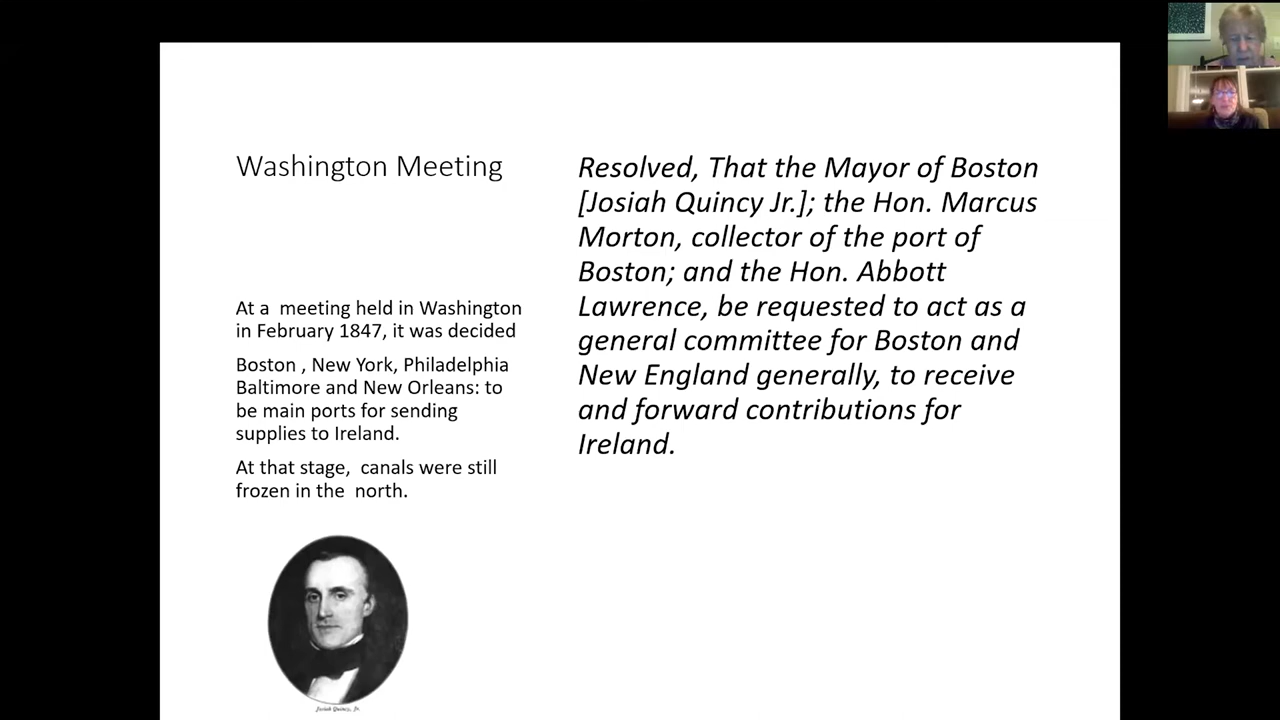 Washington Meeting
At a  meeting held in Washington
in February 1847, it was decided
Boston , New York, Philadelphia
Baltimore and New Orleans: to
be main ports for sending
supplies to Ireland.
At that stage,  canals were still
frozen in the  north.
Josiah Quincy, Jr.
Resolved, That the Mayor of Boston
[Josiah Quincy Jr.]; the Hon. Marcus
Morton, collector of the port of
Boston; and the Hon. Abbott
Lawrence, be requested to act as a
general committee for Boston and
New England generally, to receive
and forward contributions for
Ireland.